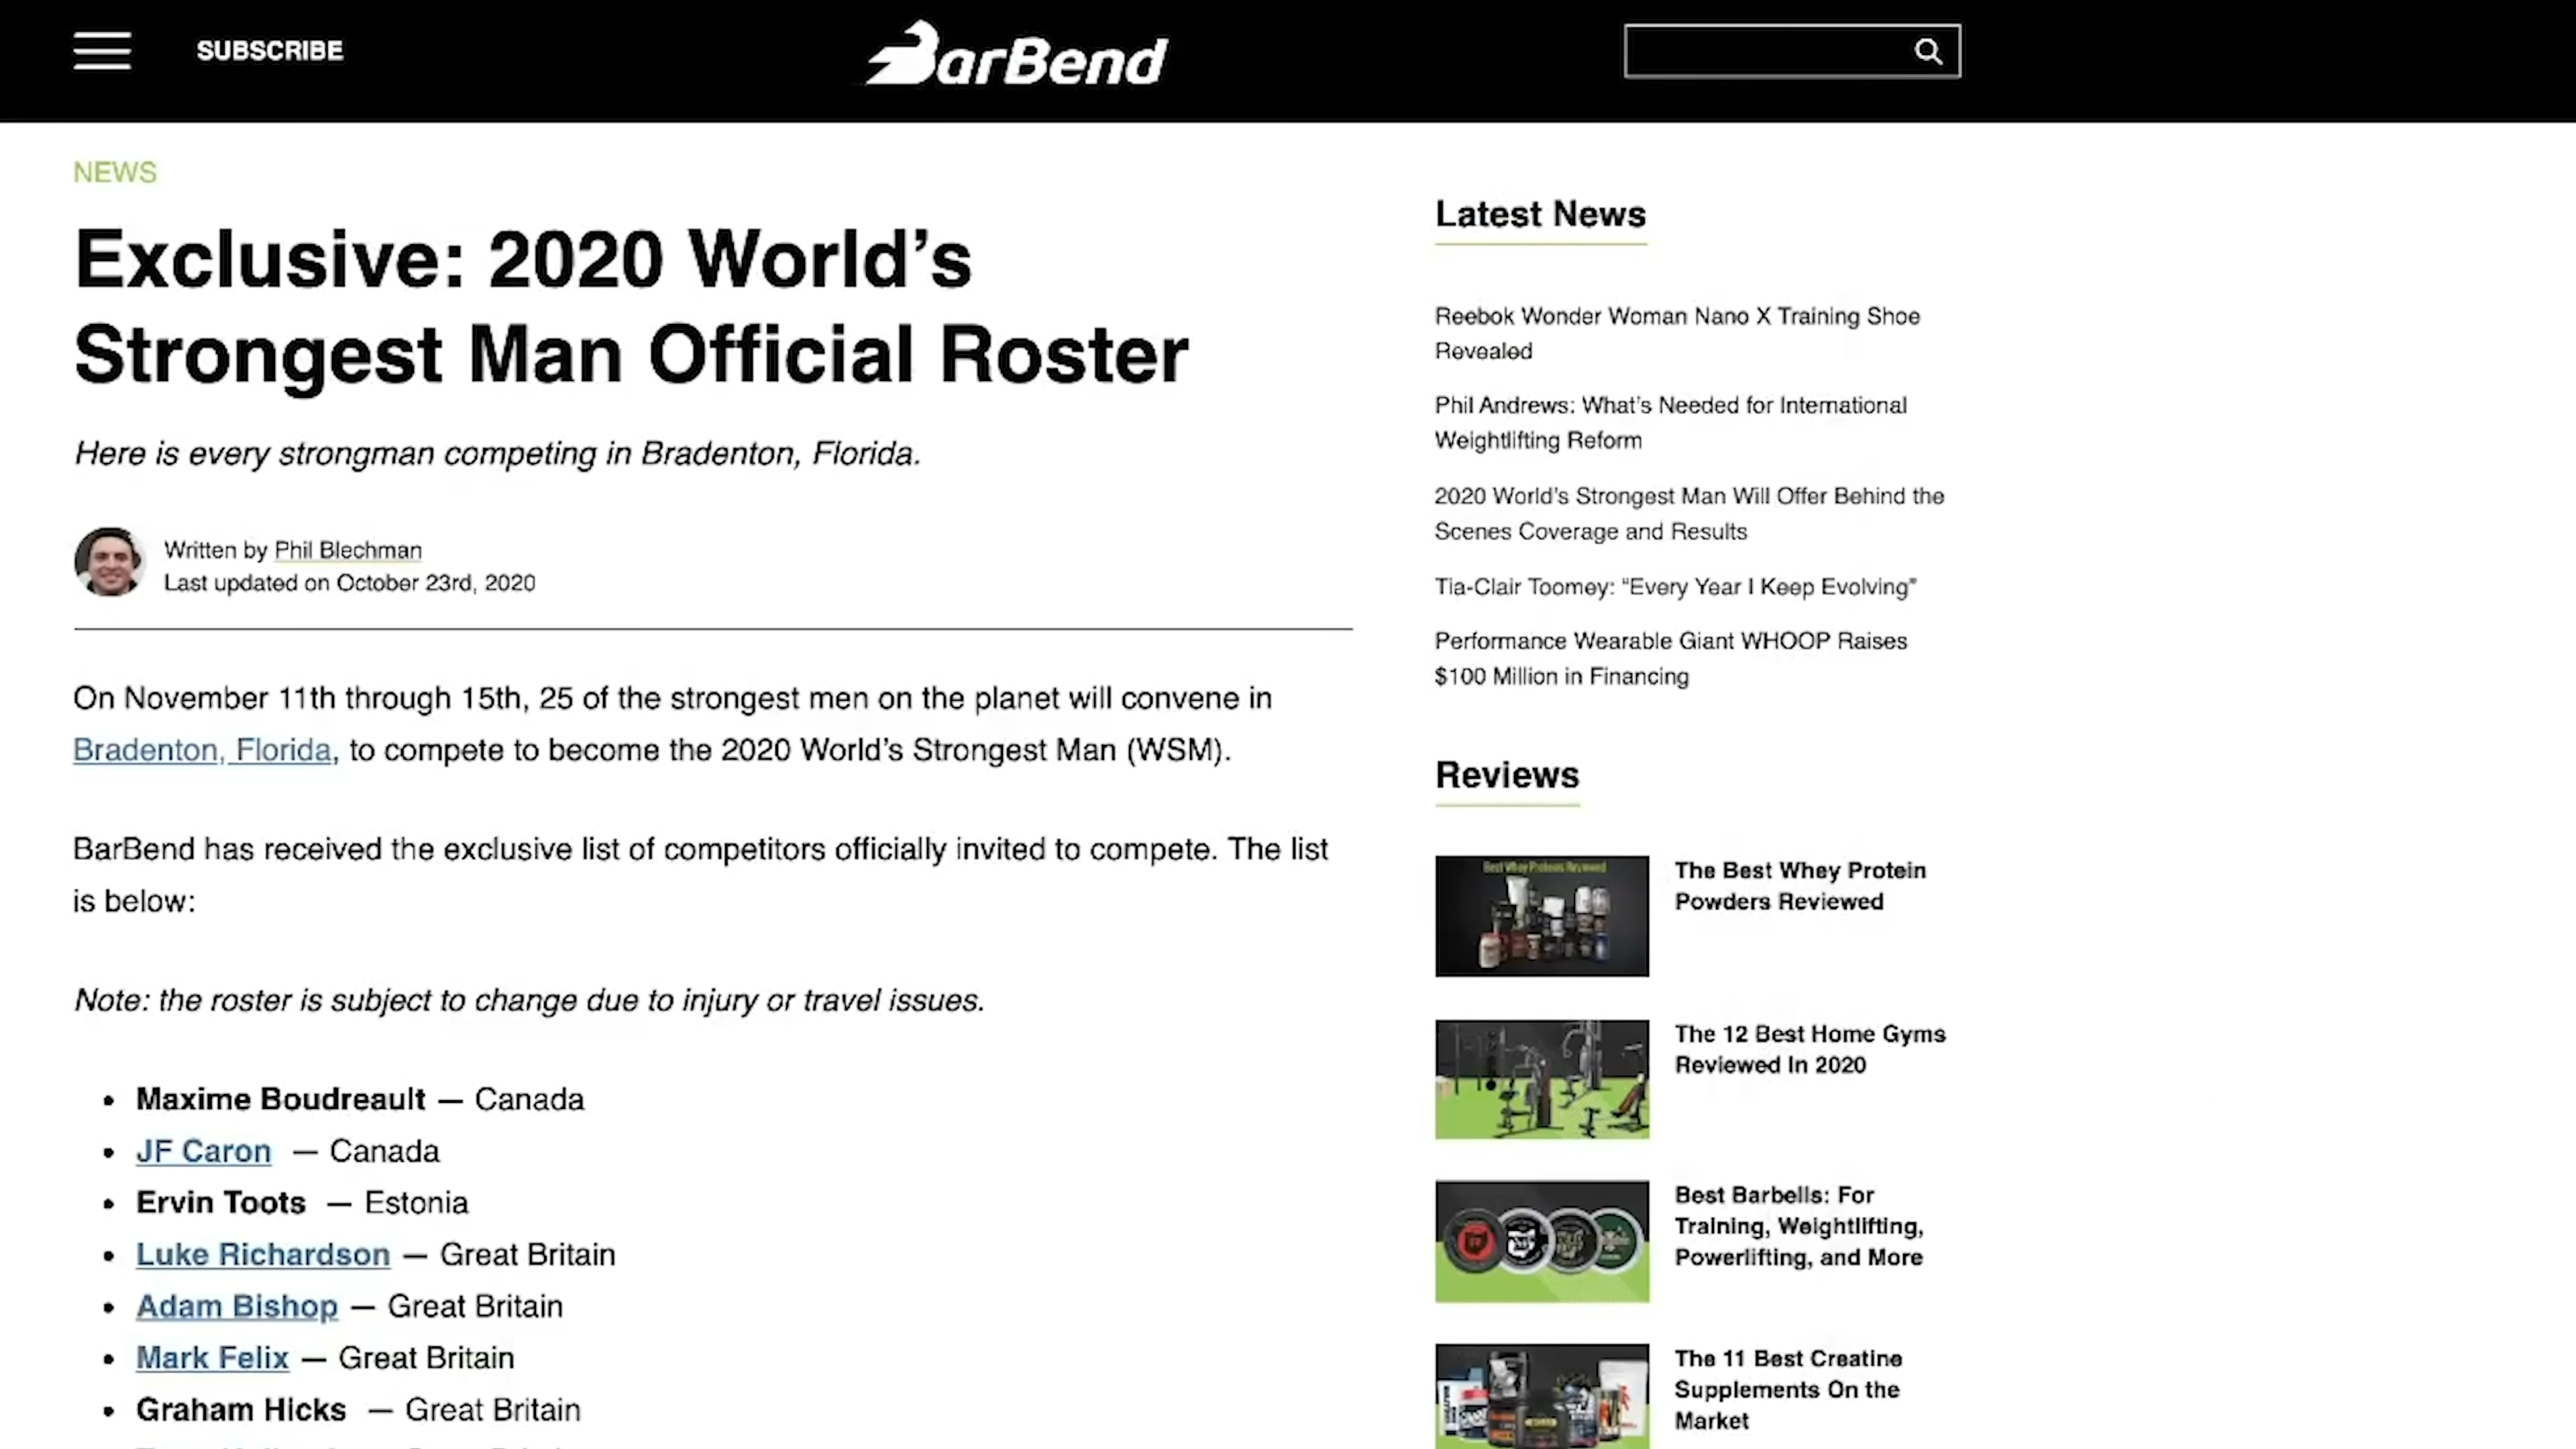 SUBSCRIBE
BarBend
NEWS
Exclusive: 2020 World’s
Strongest Man Official Roster
Here is every strongman competing in Bradenton, Florida.
Written by Phil Blechman
Last updated on October 23rd, 2020
On November 11th through 15th, 25 of the strongest men on the planet will convene in
Bradenton, Florida, to compete to become the 2020 World’s Strongest Man (WSM).
BarBend has received the exclusive list of competitors officially invited to compete. The list
is below:
Note: the roster is subject to change due to injury or travel issues.
• Maxime Boudreault — Canada
• JF Caron — Canada
• Ervin Toots — Estonia
• Luke Richardson — Great Britain
• Adam Bishop — Great Britain
• Mark Felix — Great Britain
• Graham Hicks — Great Britain
Latest News
Reebok Wonder Woman Nano X Training Shoe
Revealed
Phil Andrews: What’s Needed for International
Weightlifting Reform
2020 World’s Strongest Man Will Offer Behind the
Scenes Coverage and Results
Tia-Clair Toomey: “Every Year I Keep Evolving”
Performance Wearable Giant WHOOP Raises
$100 Million in Financing
Reviews
Best Whey Proteins Reviewed
The Best Whey Protein
Powders Reviewed
The 12 Best Home Gyms
Reviewed In 2020
Best Barbells: For
Training, Weightlifting,
Powerlifting, and More
The 11 Best Creatine
Supplements On the
Market